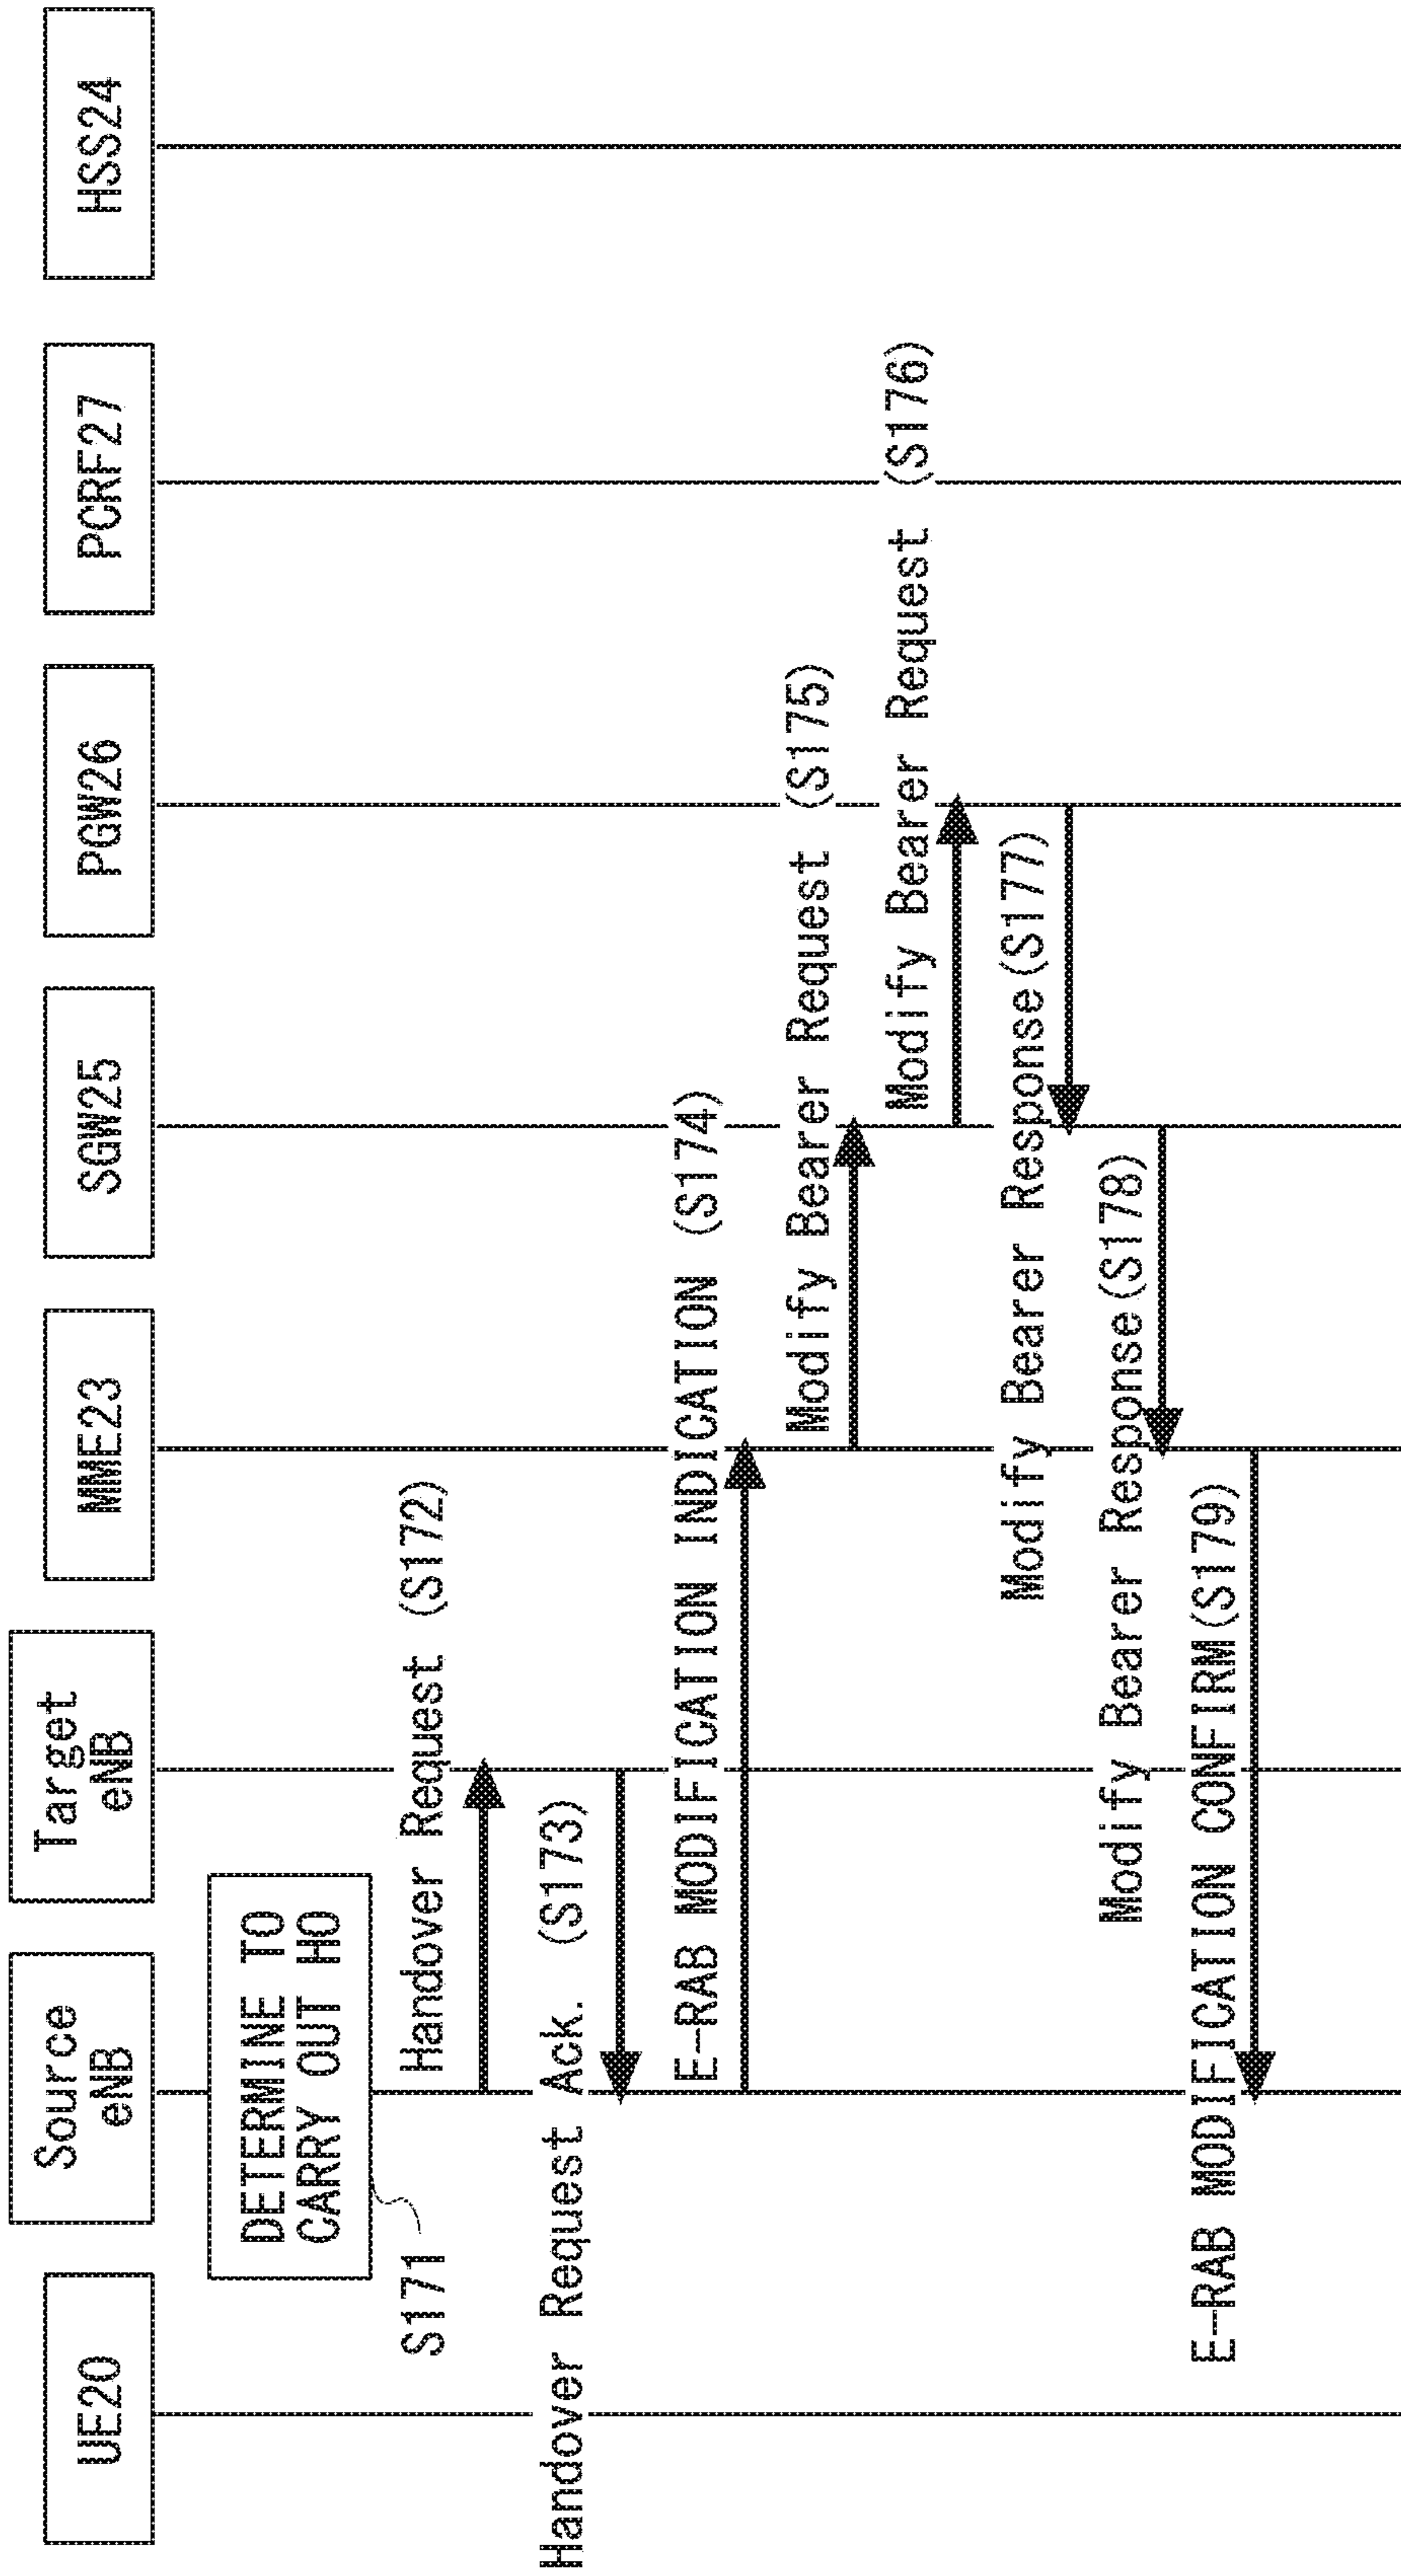 UE20
Source
eNB
Target
eNB
MME23
SGW25
PGW26
PCRF27
HSS24
DETERMINE TO
CARRY OUT HO
S171
Handover Request (S172)
Handover Request Ack. (S173)
E-RAB MODIFICATION INDICATION (S174)
Modify Bearer Request (S175)
Modify Bearer Request (S176)
Modify Bearer Response(S177)
Modify Bearer Response(S178)
E-RAB MODIFICATION CONFIRM(S179)